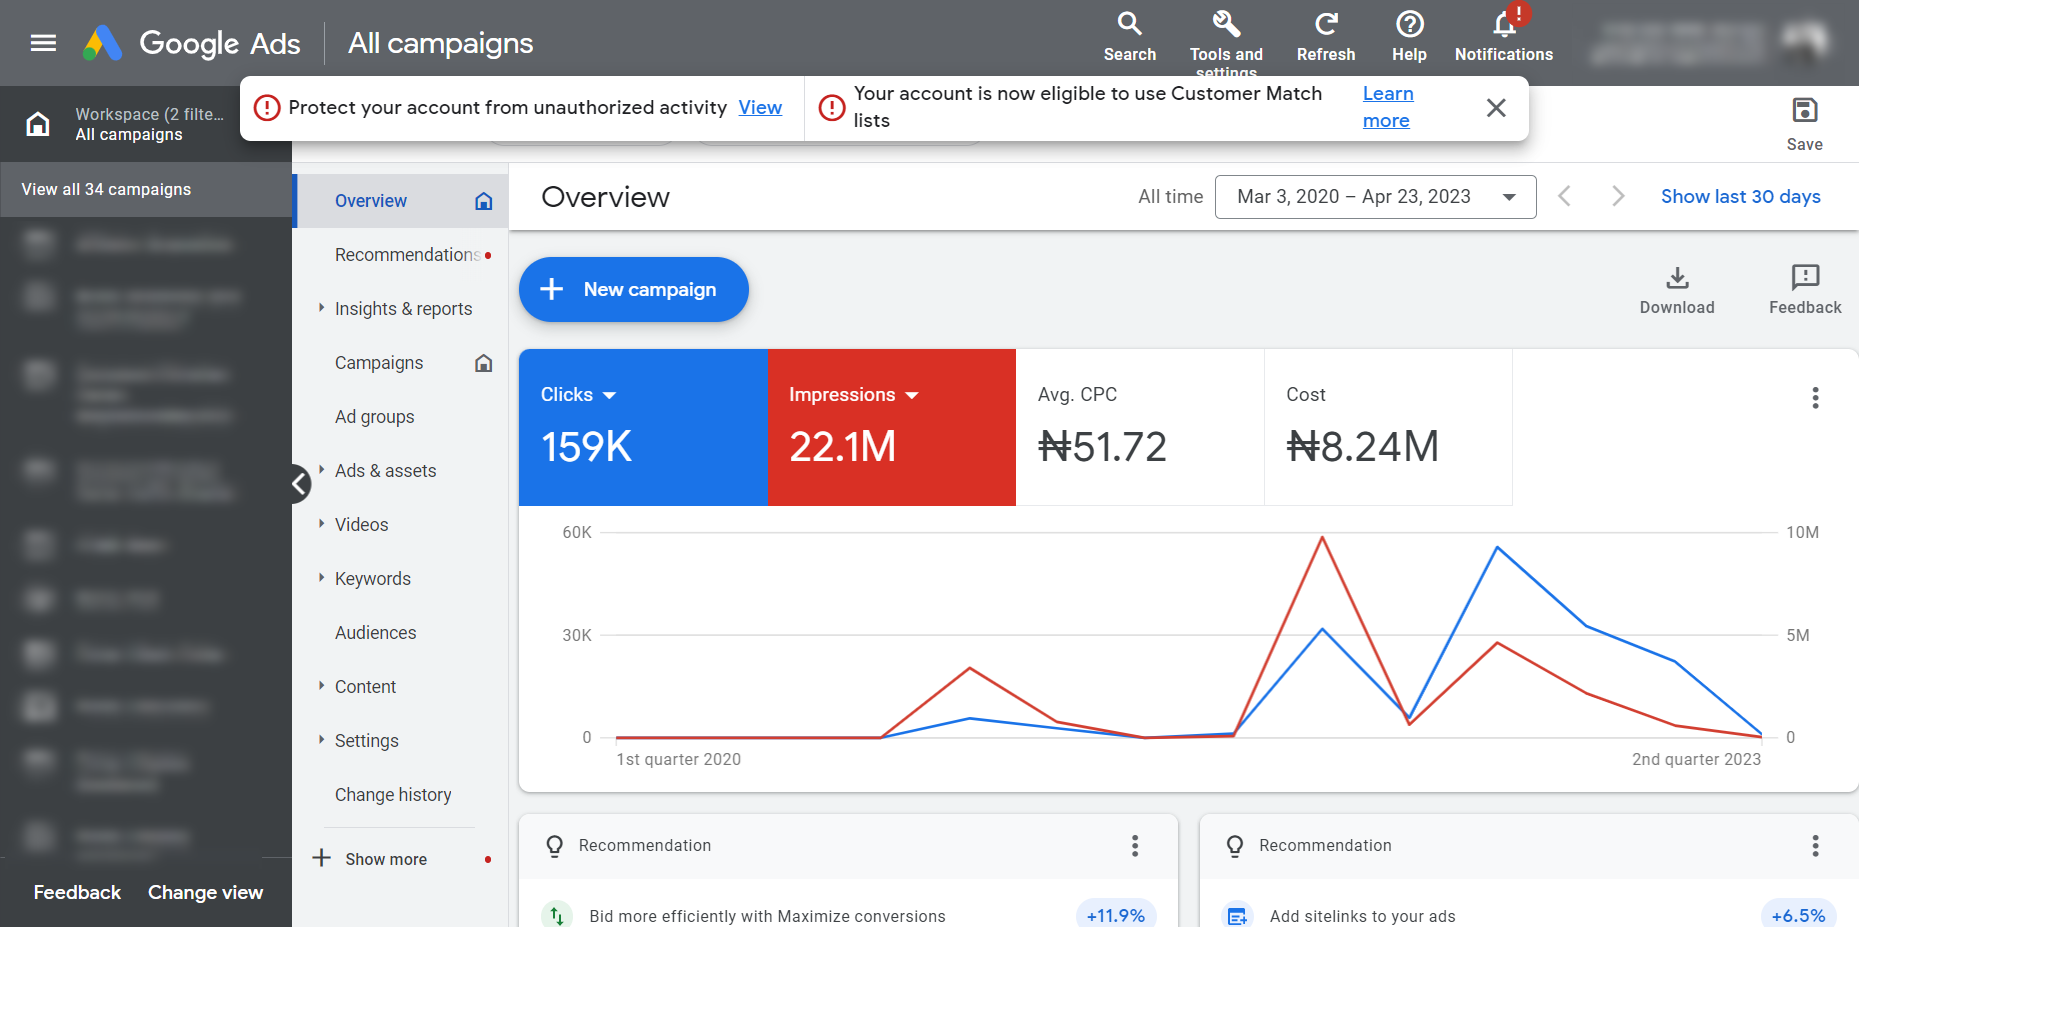 Google Ads
All campaigns
Search
Tools and
settings
Refresh
Help
Notifications
Protect your account from unauthorized activity View
Your account is now eligible to use Customer Match
lists
Learn
more
Workspace (2 filte...
All campaigns
Save
View all 34 campaigns
Overview
Recommendations
Insights & reports
Campaigns
Ad groups
Ads & assets
Videos
Keywords
Audiences
Content
Settings
Change history
Show more
Feedback Change view
Overview
All time Mar 3, 2020 – Apr 23, 2023 Show last 30 days
New campaign
Download
Feedback
Clicks
159K
Impressions
22.1M
Avg. CPC
₦51.72
Cost
₦8.24M
60K
10M
30K
5M
0
0
1st quarter 2020
2nd quarter 2023
Recommendation
Bid more efficiently with Maximize conversions +11.9%
Recommendation
Add sitelinks to your ads +6.5%